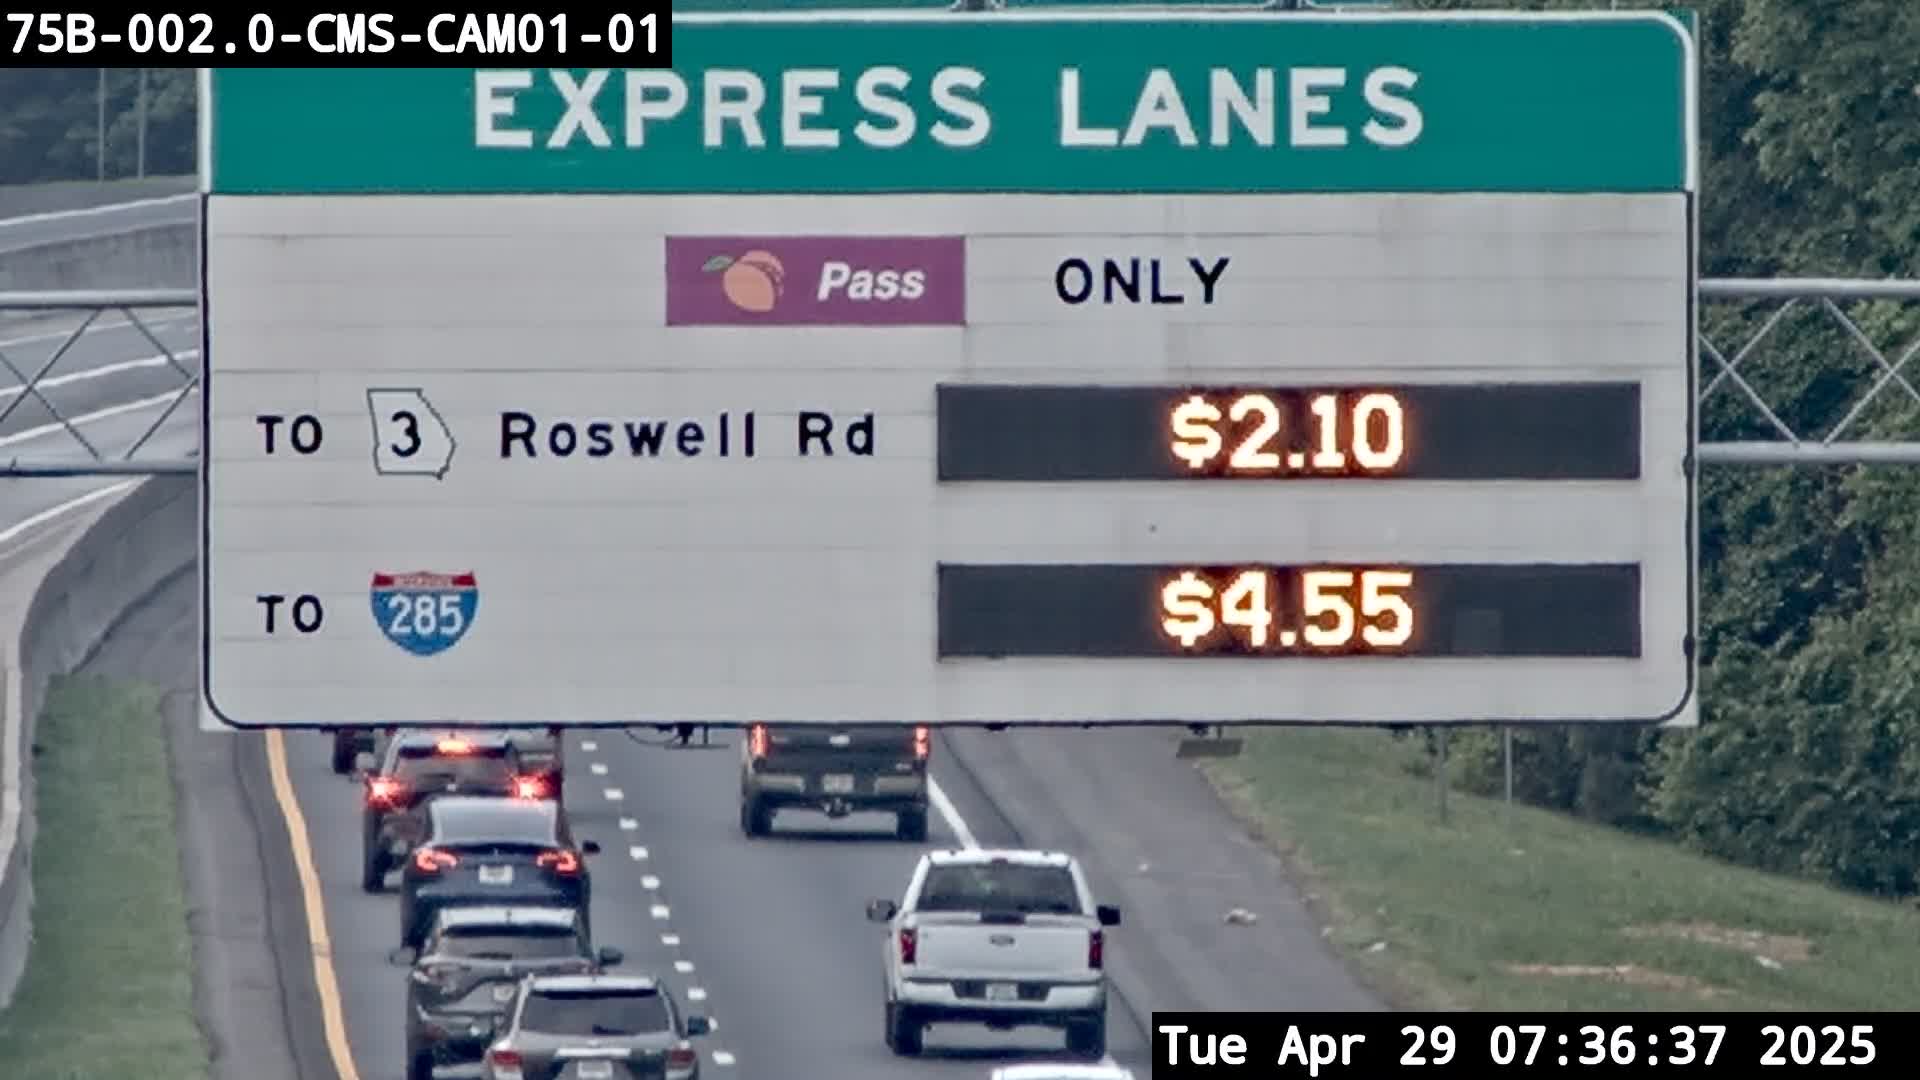 75B-002.0-CMS-CAM01-01
EXPRESS LANES
Pass ONLY
TO 3 Roswell Rd $2.10
TO 285 $4.55
Tue Apr 29 07:36:37 2025